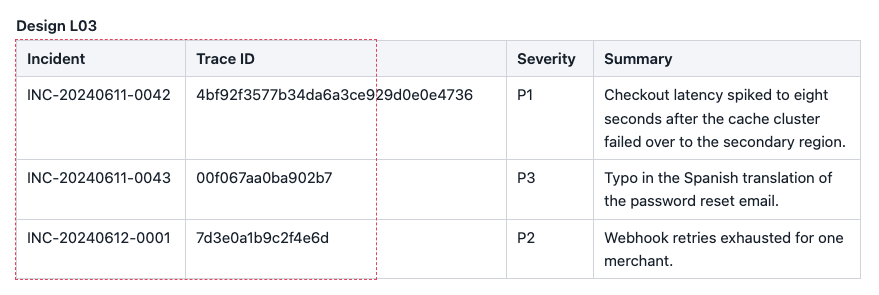 Design L03
Incident Trace ID Severity Summary
INC-20240611-0042 4bf92f3577b34da6a3ce929d0e0e4736 P1 Checkout latency spiked to eight
seconds after the cache cluster
failed over to the secondary region.
INC-20240611-0043 00f067aa0ba902b7 P3 Typo in the Spanish translation of
the password reset email.
INC-20240612-0001 7d3e0a1b9c2f4e6d P2 Webhook retries exhausted for one
merchant.